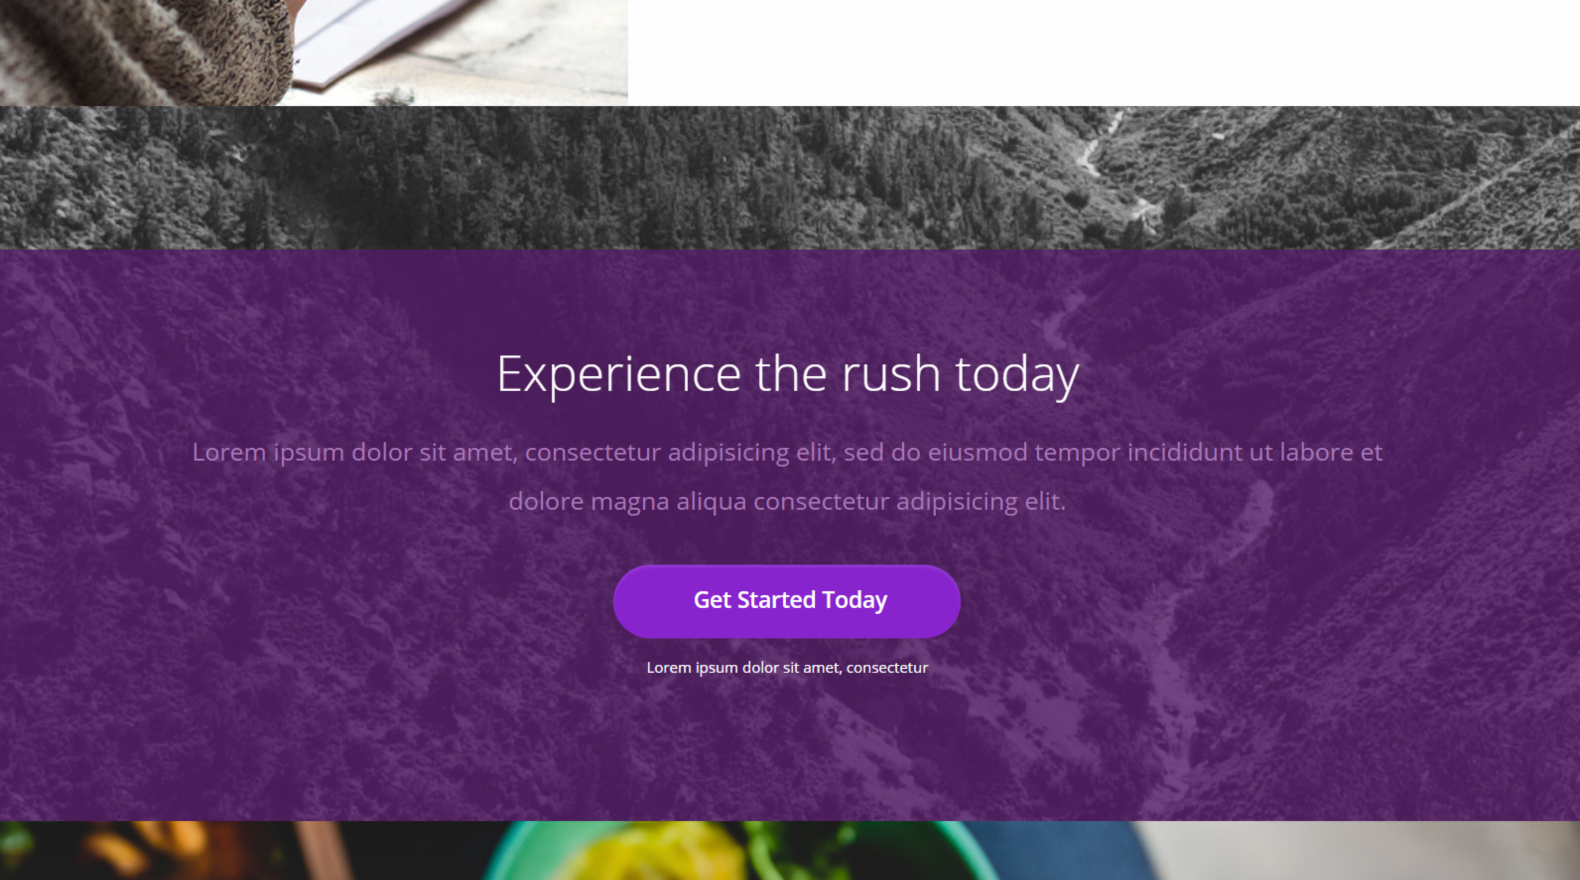 Experience the rush today
Lorem ipsum dolor sit amet, consectetur adipisicing elit, sed do eiusmod tempor incididunt ut labore et
dolore magna aliqua consectetur adipisicing elit.
Get Started Today
Lorem ipsum dolor sit amet, consectetur